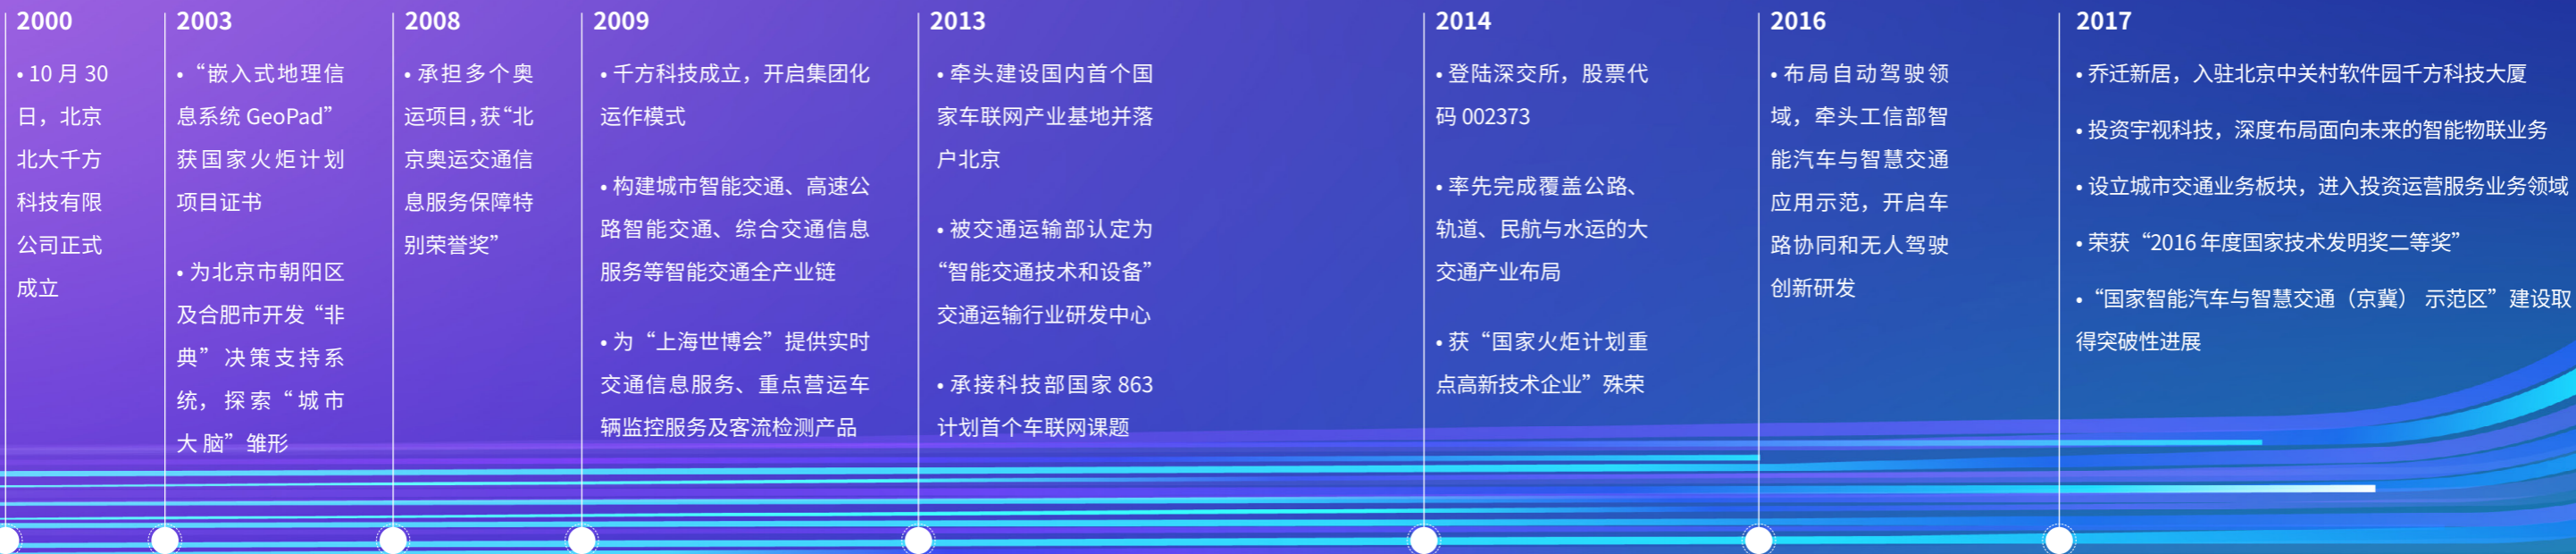 2000
• 10 月 30
日，北京
北大千方
科技有限
公司正式
成立
2003
• “嵌入式地理信
息系统 GeoPad”
获国家火炬计划
项目证书
• 为北京市朝阳区
及合肥市开发“非
典”决策支持系
统，探索“城市
大脑”雏形
2008
• 承担多个奥
运项目，获“北
京奥运交通信
息服务保障特
别荣誉奖”
2009
• 千方科技成立，开启集团化
运作模式
• 构建城市智能交通、高速公
路智能交通、综合交通信息
服务等智能交通全产业链
• 为“上海世博会”提供实时
交通信息服务、重点营运车
辆监控服务及客流检测产品
2013
• 牵头建设国内首个国
家车联网产业基地并落
户北京
• 被交通运输部认定为
“智能交通技术和设备”
交通运输行业研发中心
• 承接科技部国家 863
计划首个车联网课题
2014
• 登陆深交所，股票代
码 002373
• 率先完成覆盖公路、
轨道、民航与水运的大
交通产业布局
• 获“国家火炬计划重
点高新技术企业”殊荣
2016
• 布局自动驾驶领
域，牵头工信部智
能汽车与智慧交通
应用示范，开启车
路协同和无人驾驶
创新研发
2017
• 乔迁新居，入驻北京中关村软件园千方科技大厦
• 投资宇视科技，深度布局面向未来的智能物联业务
• 设立城市交通业务板块，进入投资运营服务业务领域
• 荣获“2016 年度国家技术发明奖二等奖”
• “国家智能汽车与智慧交通（京冀） 示范区”建设取
得突破性进展